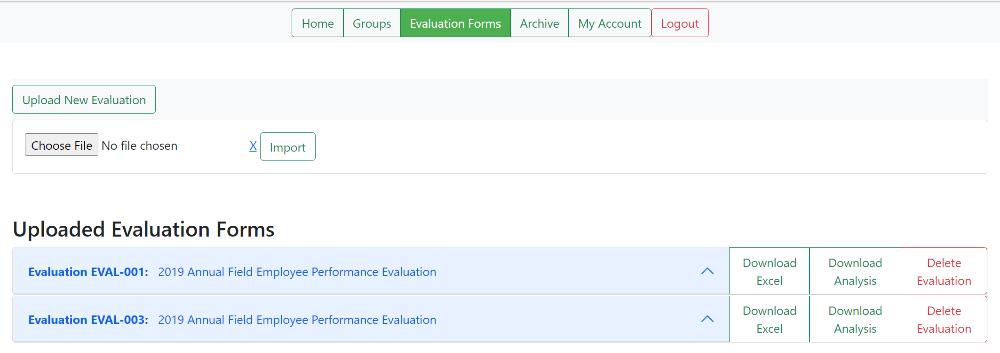 Home Groups Evaluation Forms Archive My Account Logout
Upload New Evaluation
Choose File No file chosen X Import
Uploaded Evaluation Forms
Evaluation EVAL-001: 2019 Annual Field Employee Performance Evaluation
Download Excel
Download Analysis
Delete Evaluation
Evaluation EVAL-003: 2019 Annual Field Employee Performance Evaluation
Download Excel
Download Analysis
Delete Evaluation